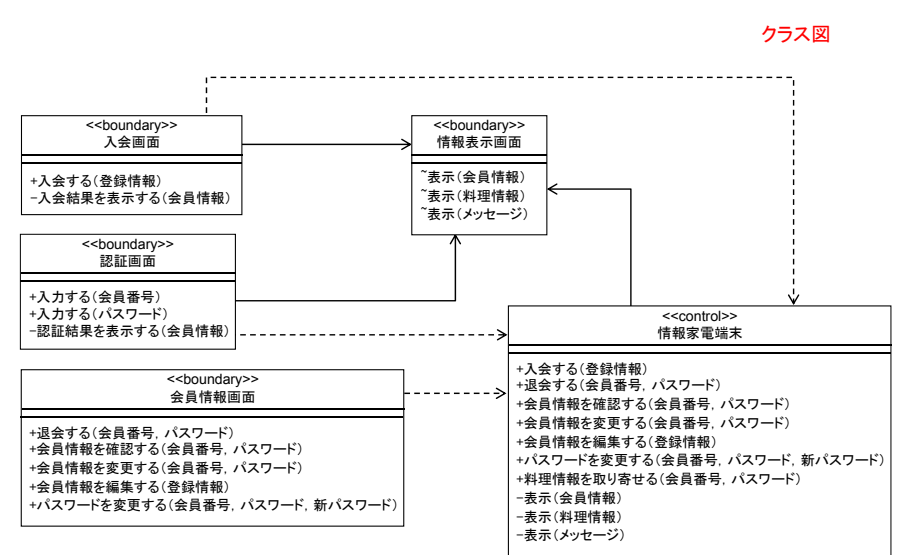 クラス図
<<boundary>>
入会画面
+入会する(登録情報)
-入会結果を表示する(会員情報)
<<boundary>>
情報表示画面
~表示(会員情報)
~表示(料理情報)
~表示(メッセージ)
<<boundary>>
認証画面
+入力する(会員番号)
+入力する(パスワード)
-認証結果を表示する(会員情報)
<<boundary>>
会員情報画面
+退会する(会員番号, パスワード)
+会員情報を確認する(会員番号, パスワード)
+会員情報を変更する(会員番号, パスワード)
+会員情報を編集する(登録情報)
+パスワードを変更する(会員番号, パスワード, 新パスワード)
<<control>>
情報家電端末
+入会する(登録情報)
+退会する(会員番号, パスワード)
+会員情報を確認する(会員番号, パスワード)
+会員情報を変更する(会員番号, パスワード)
+会員情報を編集する(登録情報)
+パスワードを変更する(会員番号, パスワード, 新パスワード)
+料理情報を取り寄せる(会員番号, パスワード)
-表示(会員情報)
-表示(料理情報)
-表示(メッセージ)